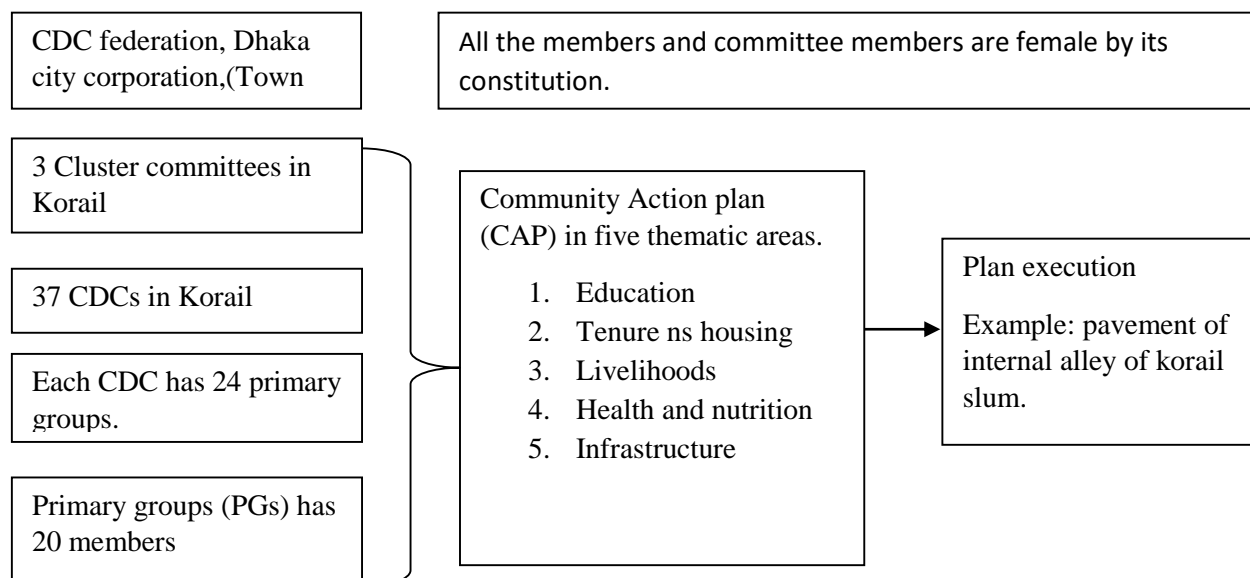 CDC federation, Dhaka
city corporation,(Town
All the members and committee members are female by its
constitution.
3 Cluster committees in
Korail
37 CDCs in Korail
Each CDC has 24 primary
groups.
Primary groups (PGs) has
20 members
Community Action plan
(CAP) in five thematic areas.
1. Education
2. Tenure ns housing
3. Livelihoods
4. Health and nutrition
5. Infrastructure
Plan execution
Example: pavement of
internal alley of korail
slum.